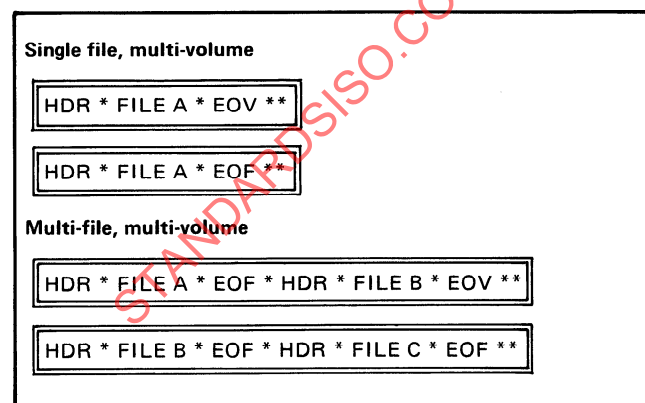 Single file, multi-volume
HDR * FILE A * EOV **
HDR * FILE A * EOF **
Multi-file, multi-volume
HDR * FILE A * EOF * HDR * FILE B * EOV **
HDR * FILE B * EOF * HDR * FILE C * EOF **
STANDARDSISO.CO